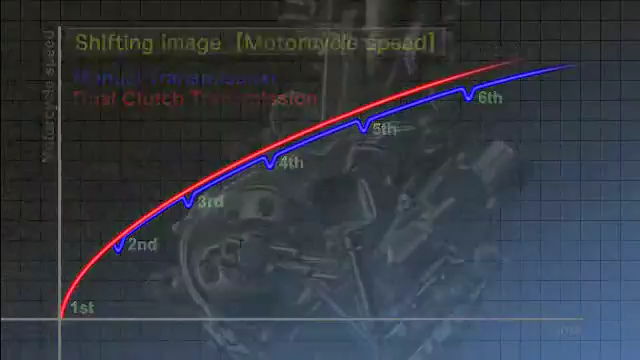 Shifting image【Motorcycle speed】
Manual Transmission
Dual Clutch Transmission
Motorcycle speed
6th
5th
4th
3rd
2nd
1st